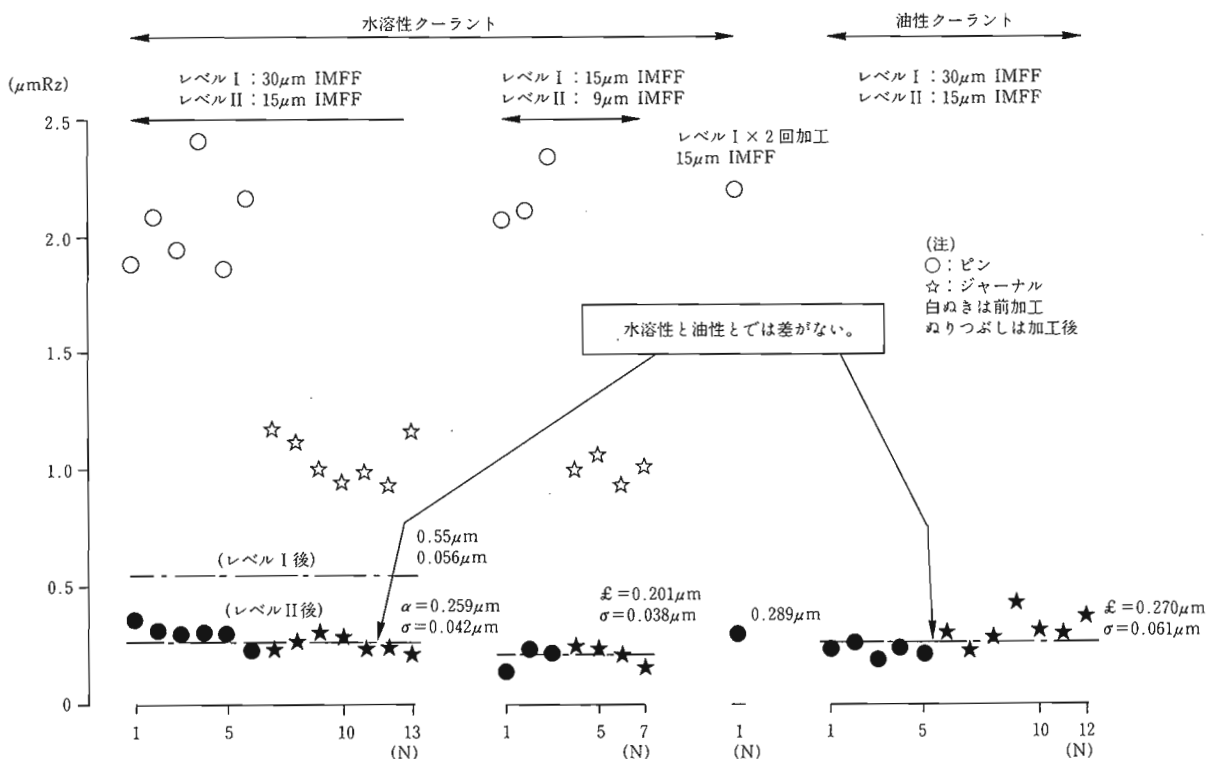 水溶性クーラント
油性クーラント
(μmRz)
レベルⅠ:30μm IMFF
レベルⅡ:15μm IMFF
レベルⅠ:15μm IMFF
レベルⅡ: 9μm IMFF
レベルⅠ:30μm IMFF
レベルⅡ:15μm IMFF
レベルⅠ×2回加工
15μm IMFF
2.5
2.0
1.5
1.0
0.5
0
(注)
○:ピン
☆:ジャーナル
白ぬきは前加工
ぬりつぶしは加工後
水溶性と油性とでは差がない。
(レベルⅠ後)
0.55μm
0.056μm
(レベルⅡ後)
α=0.259μm
σ=0.042μm
£=0.201μm
σ=0.038μm
0.289μm
£=0.270μm
σ=0.061μm
1 5 10 13
(N)
1 5 7
(N)
1
(N)
1 5 10 12
(N)